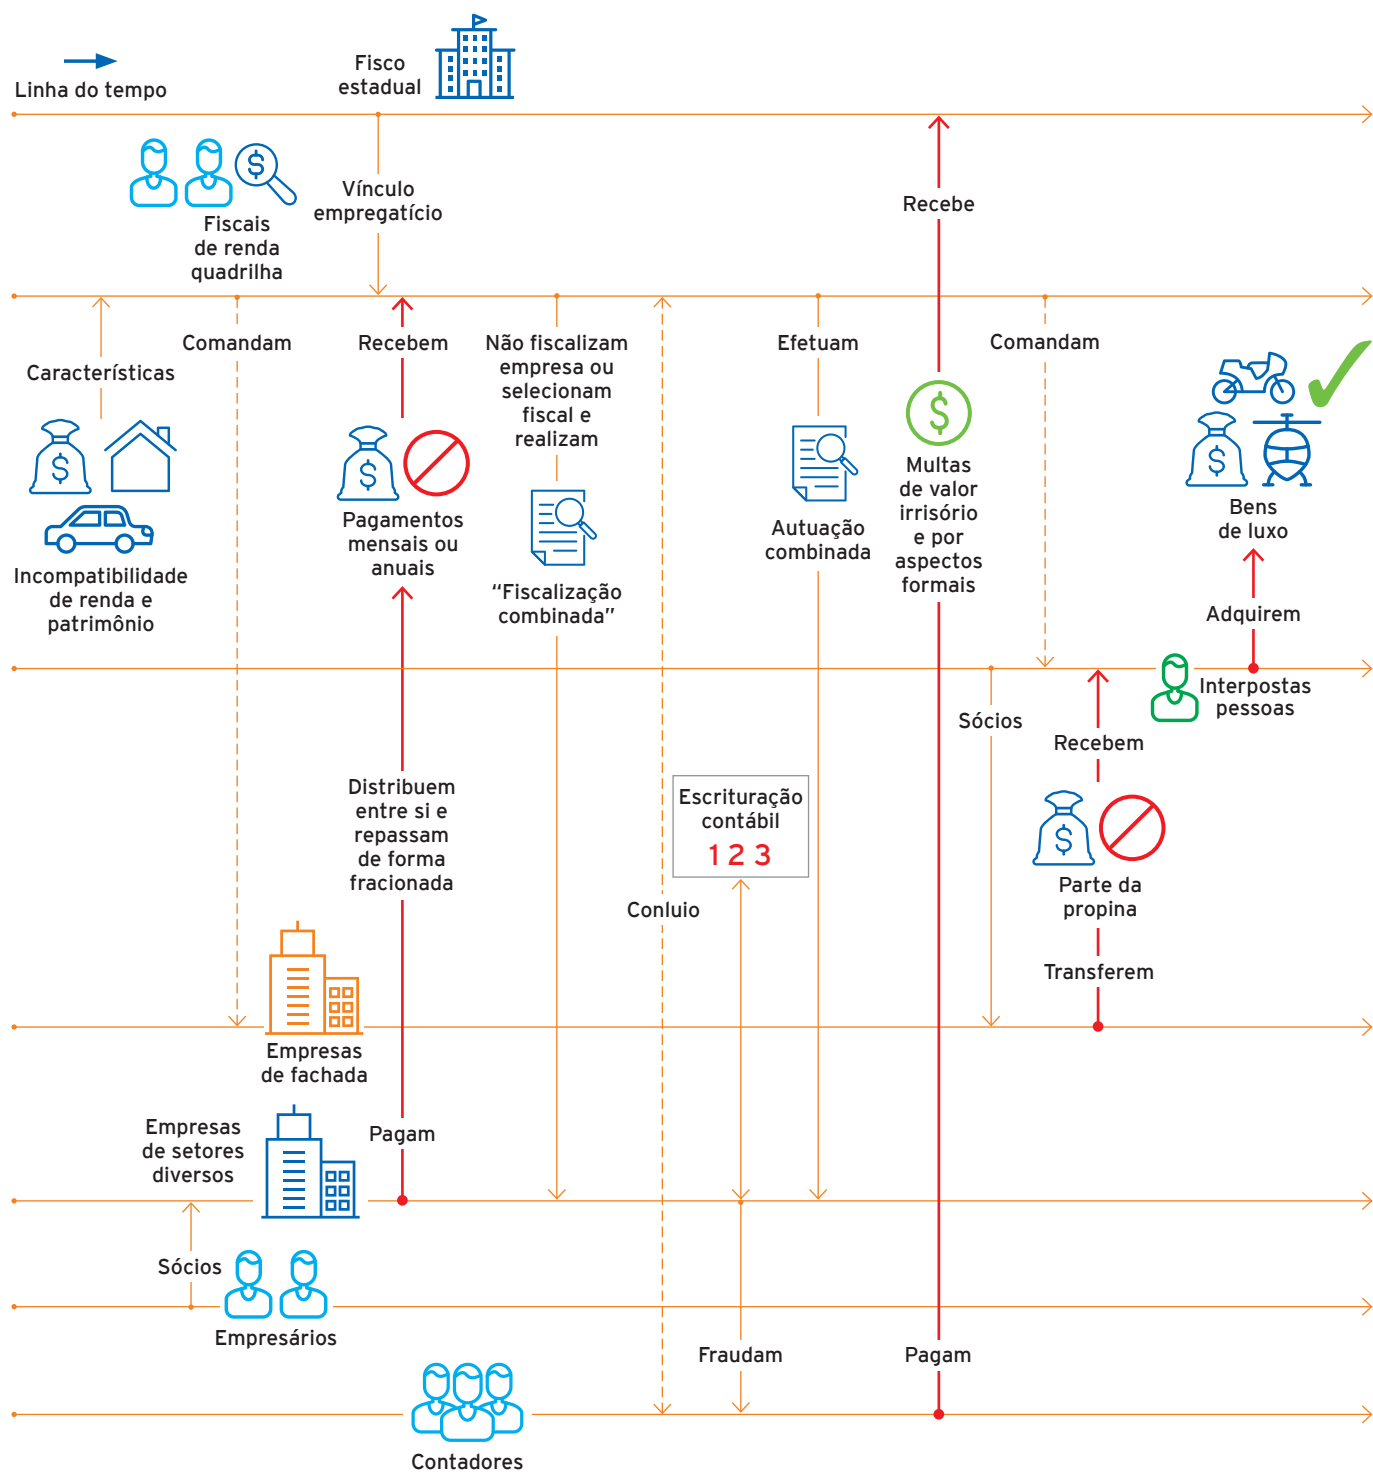 Linha do tempo
Fisco
estadual
Vínculo
empregatício
Fiscais
de renda
quadrilha
Recebe
Comandam
Recebem
Não fiscalizam
empresa ou
selecionam
fiscal e
realizam
Efetuam
Comandam
Características
$
Incompatibilidade
de renda e
patrimônio
$
Pagamentos
mensais ou
anuais
“Fiscalização
combinada”
Autuação
combinada
$
Multas
de valor
irrisório
e por
aspectos
formais
$
Bens
de luxo
Adquirem
Interpostas
pessoas
Sócios
Recebem
$
Parte da
propina
Transferem
Distribuem
entre si e
repassam
de forma
fracionada
Escrituração
contábil
1 2 3
Conluio
Empresas
de fachada
Empresas
de setores
diversos
Pagam
Sócios
Empresários
Fraudam
Pagam
Contadores